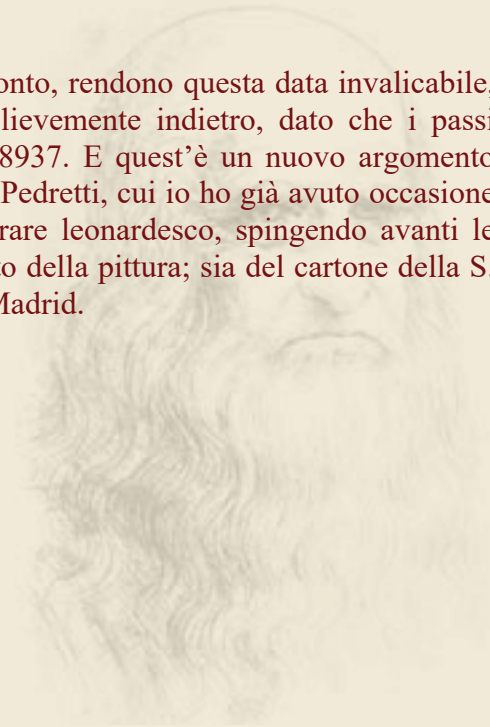 onto, rendono questa data invalicabile,
lievemente indietro, dato che i passi
8937. E quest’è un nuovo argomento
Pedretti, cui io ho già avuto occasione
rare leonardesco, spingendo avanti le
to della pittura; sia del cartone della S.
Madrid.